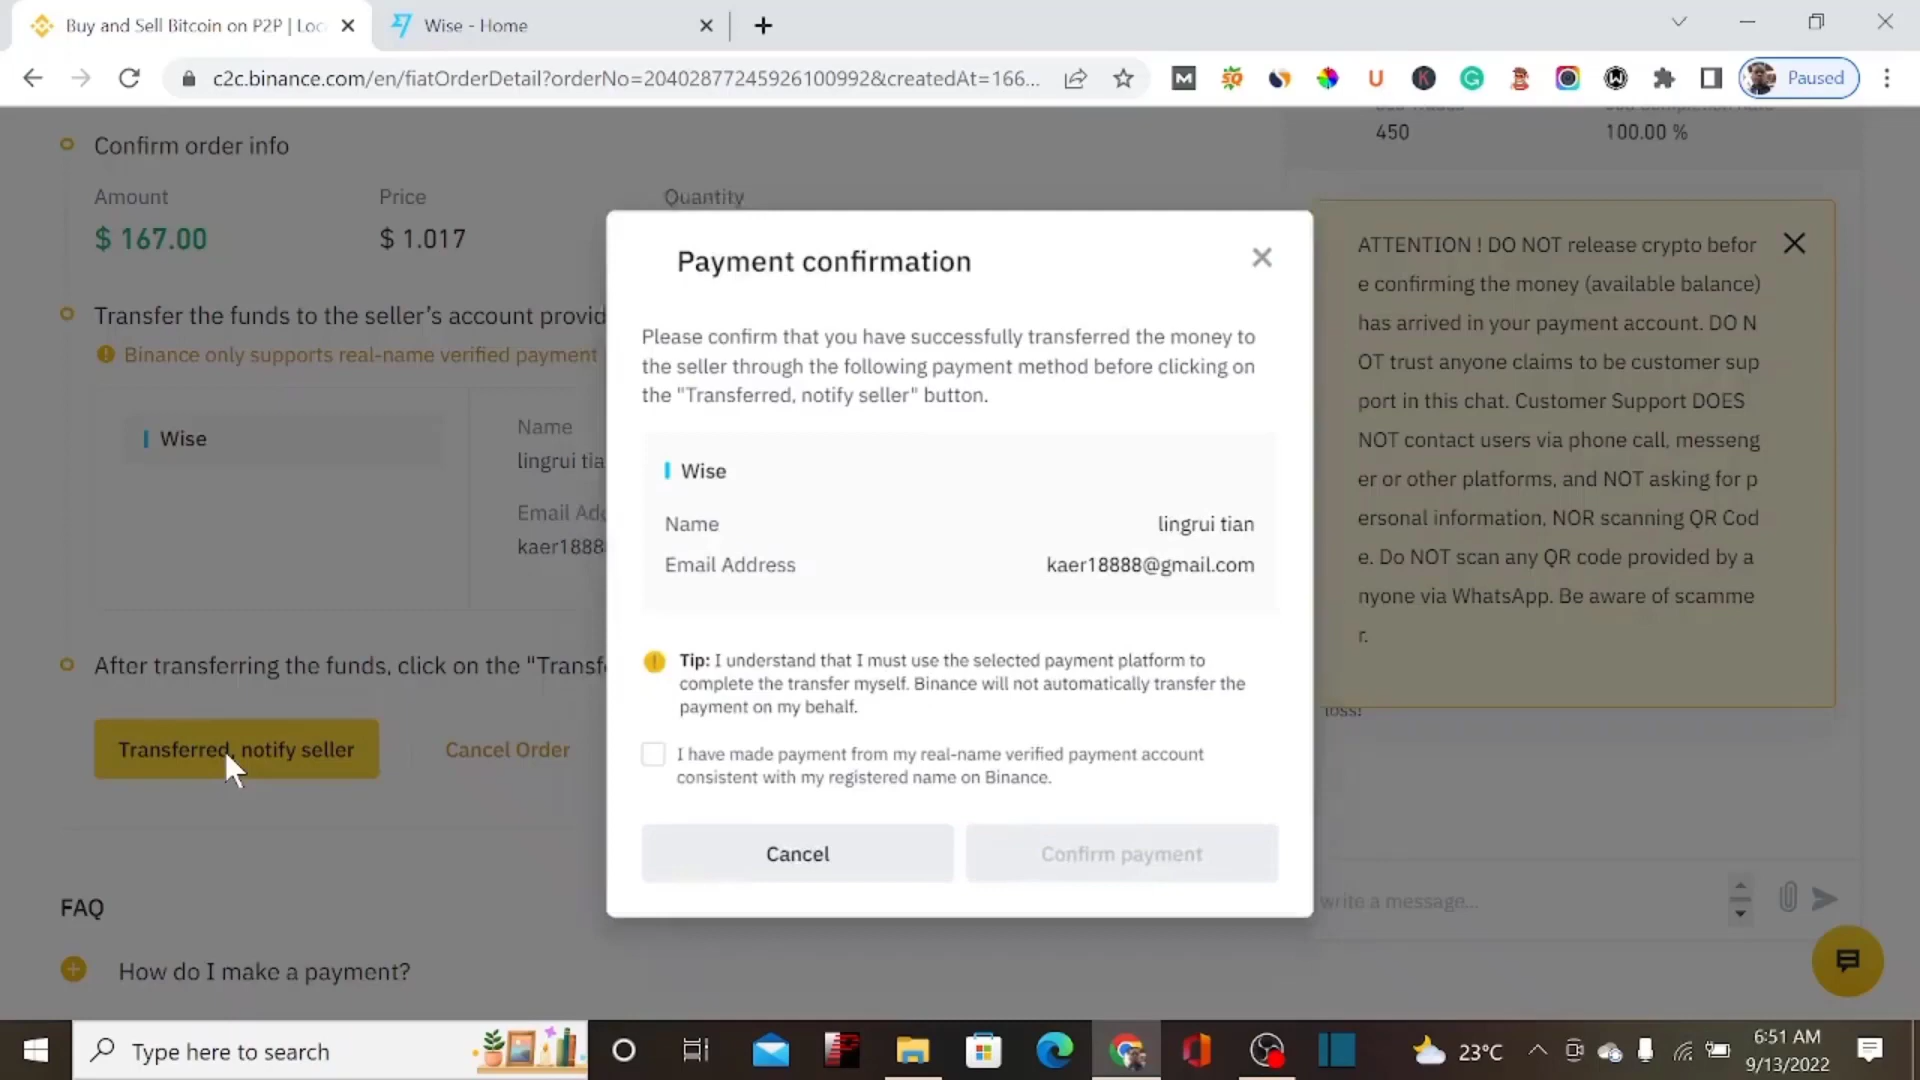 Buy and Sell Bitcoin on P2P | Loc
Wise - Home
c2c.binance.com/en/fiatOrderDetail?orderNo=20402877245926100992&createdAt=166...
Paused
450
100.00 %
Confirm order info
Amount
Price
Quantity
$ 167.00
$ 1.017
Transfer the funds to the seller's account provid
Binance only supports real-name verified payment
Wise
Name
lingrui tia
Email Add
kaer1888
After transferring the funds, click on the "Transf
Transferred, notify seller
Cancel Order
FAQ
How do I make a payment?
Payment confirmation
Please confirm that you have successfully transferred the money to
the seller through the following payment method before clicking on
the "Transferred, notify seller" button.
Wise
Name
lingrui tian
Email Address
kaer18888@gmail.com
Tip: I understand that I must use the selected payment platform to
complete the transfer myself. Binance will not automatically transfer the
payment on my behalf.
I have made payment from my real-name verified payment account
consistent with my registered name on Binance.
Cancel
Confirm payment
ATTENTION ! DO NOT release crypto befor
e confirming the money (available balance)
has arrived in your payment account. DO N
OT trust anyone claims to be customer sup
port in this chat. Customer Support DOES
NOT contact users via phone call, messeng
er or other platforms, and NOT asking for p
ersonal information, NOR scanning QR Cod
e. Do NOT scan any QR code provided by a
nyone via WhatsApp. Be aware of scamme
r.
loss!
write a message...
Type here to search
23°C
6:51 AM
9/13/2022